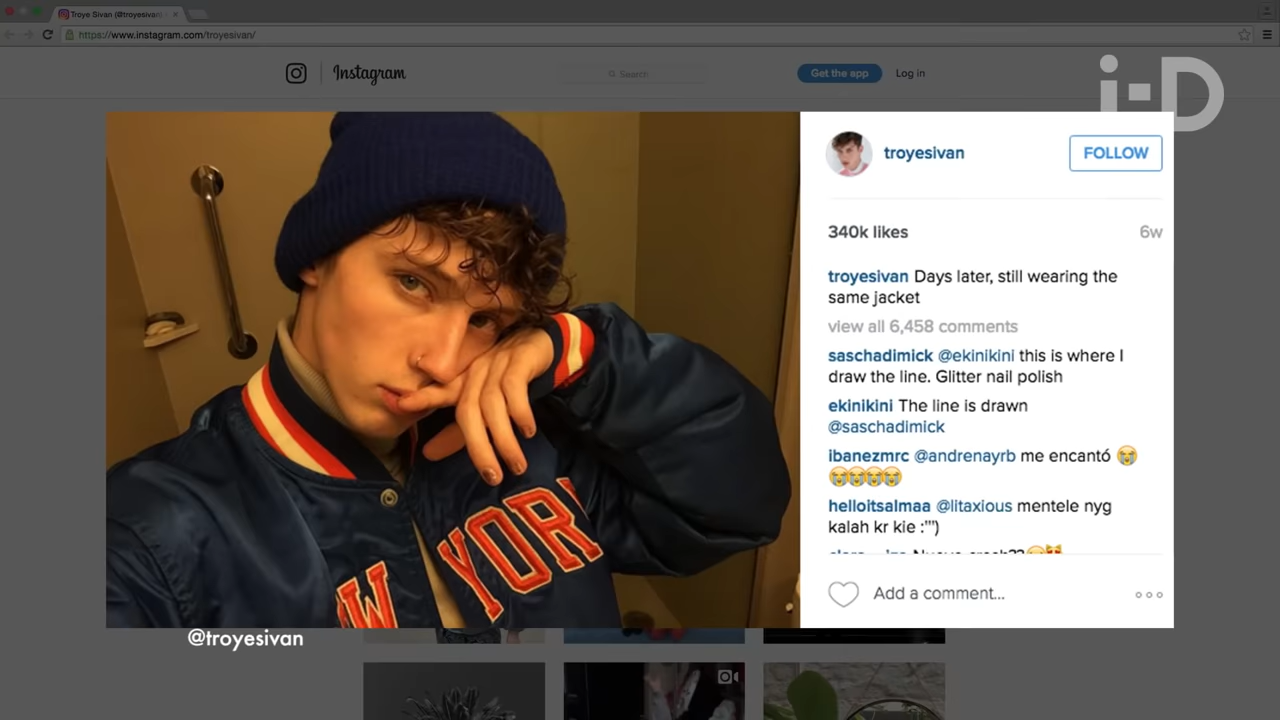 Troye Sivan (@troyesivan)
https://www.instagram.com/troyesivan/
Instagram
Search
Get the app
Log in
i-D
troyesivan
FOLLOW
340k likes
6w
troyesivan Days later, still wearing the
same jacket
view all 6,458 comments
saschadimick @ekinikini this is where I
draw the line. Glitter nail polish
ekinikini The line is drawn
@saschadimick
ibanezmrc @andrenayrb me encantó 😭
😭😭😭😭
helloitsalmaa @litaxious mentele nyg
kalah kr kie :"')
Add a comment...
W YOR
@troyesivan